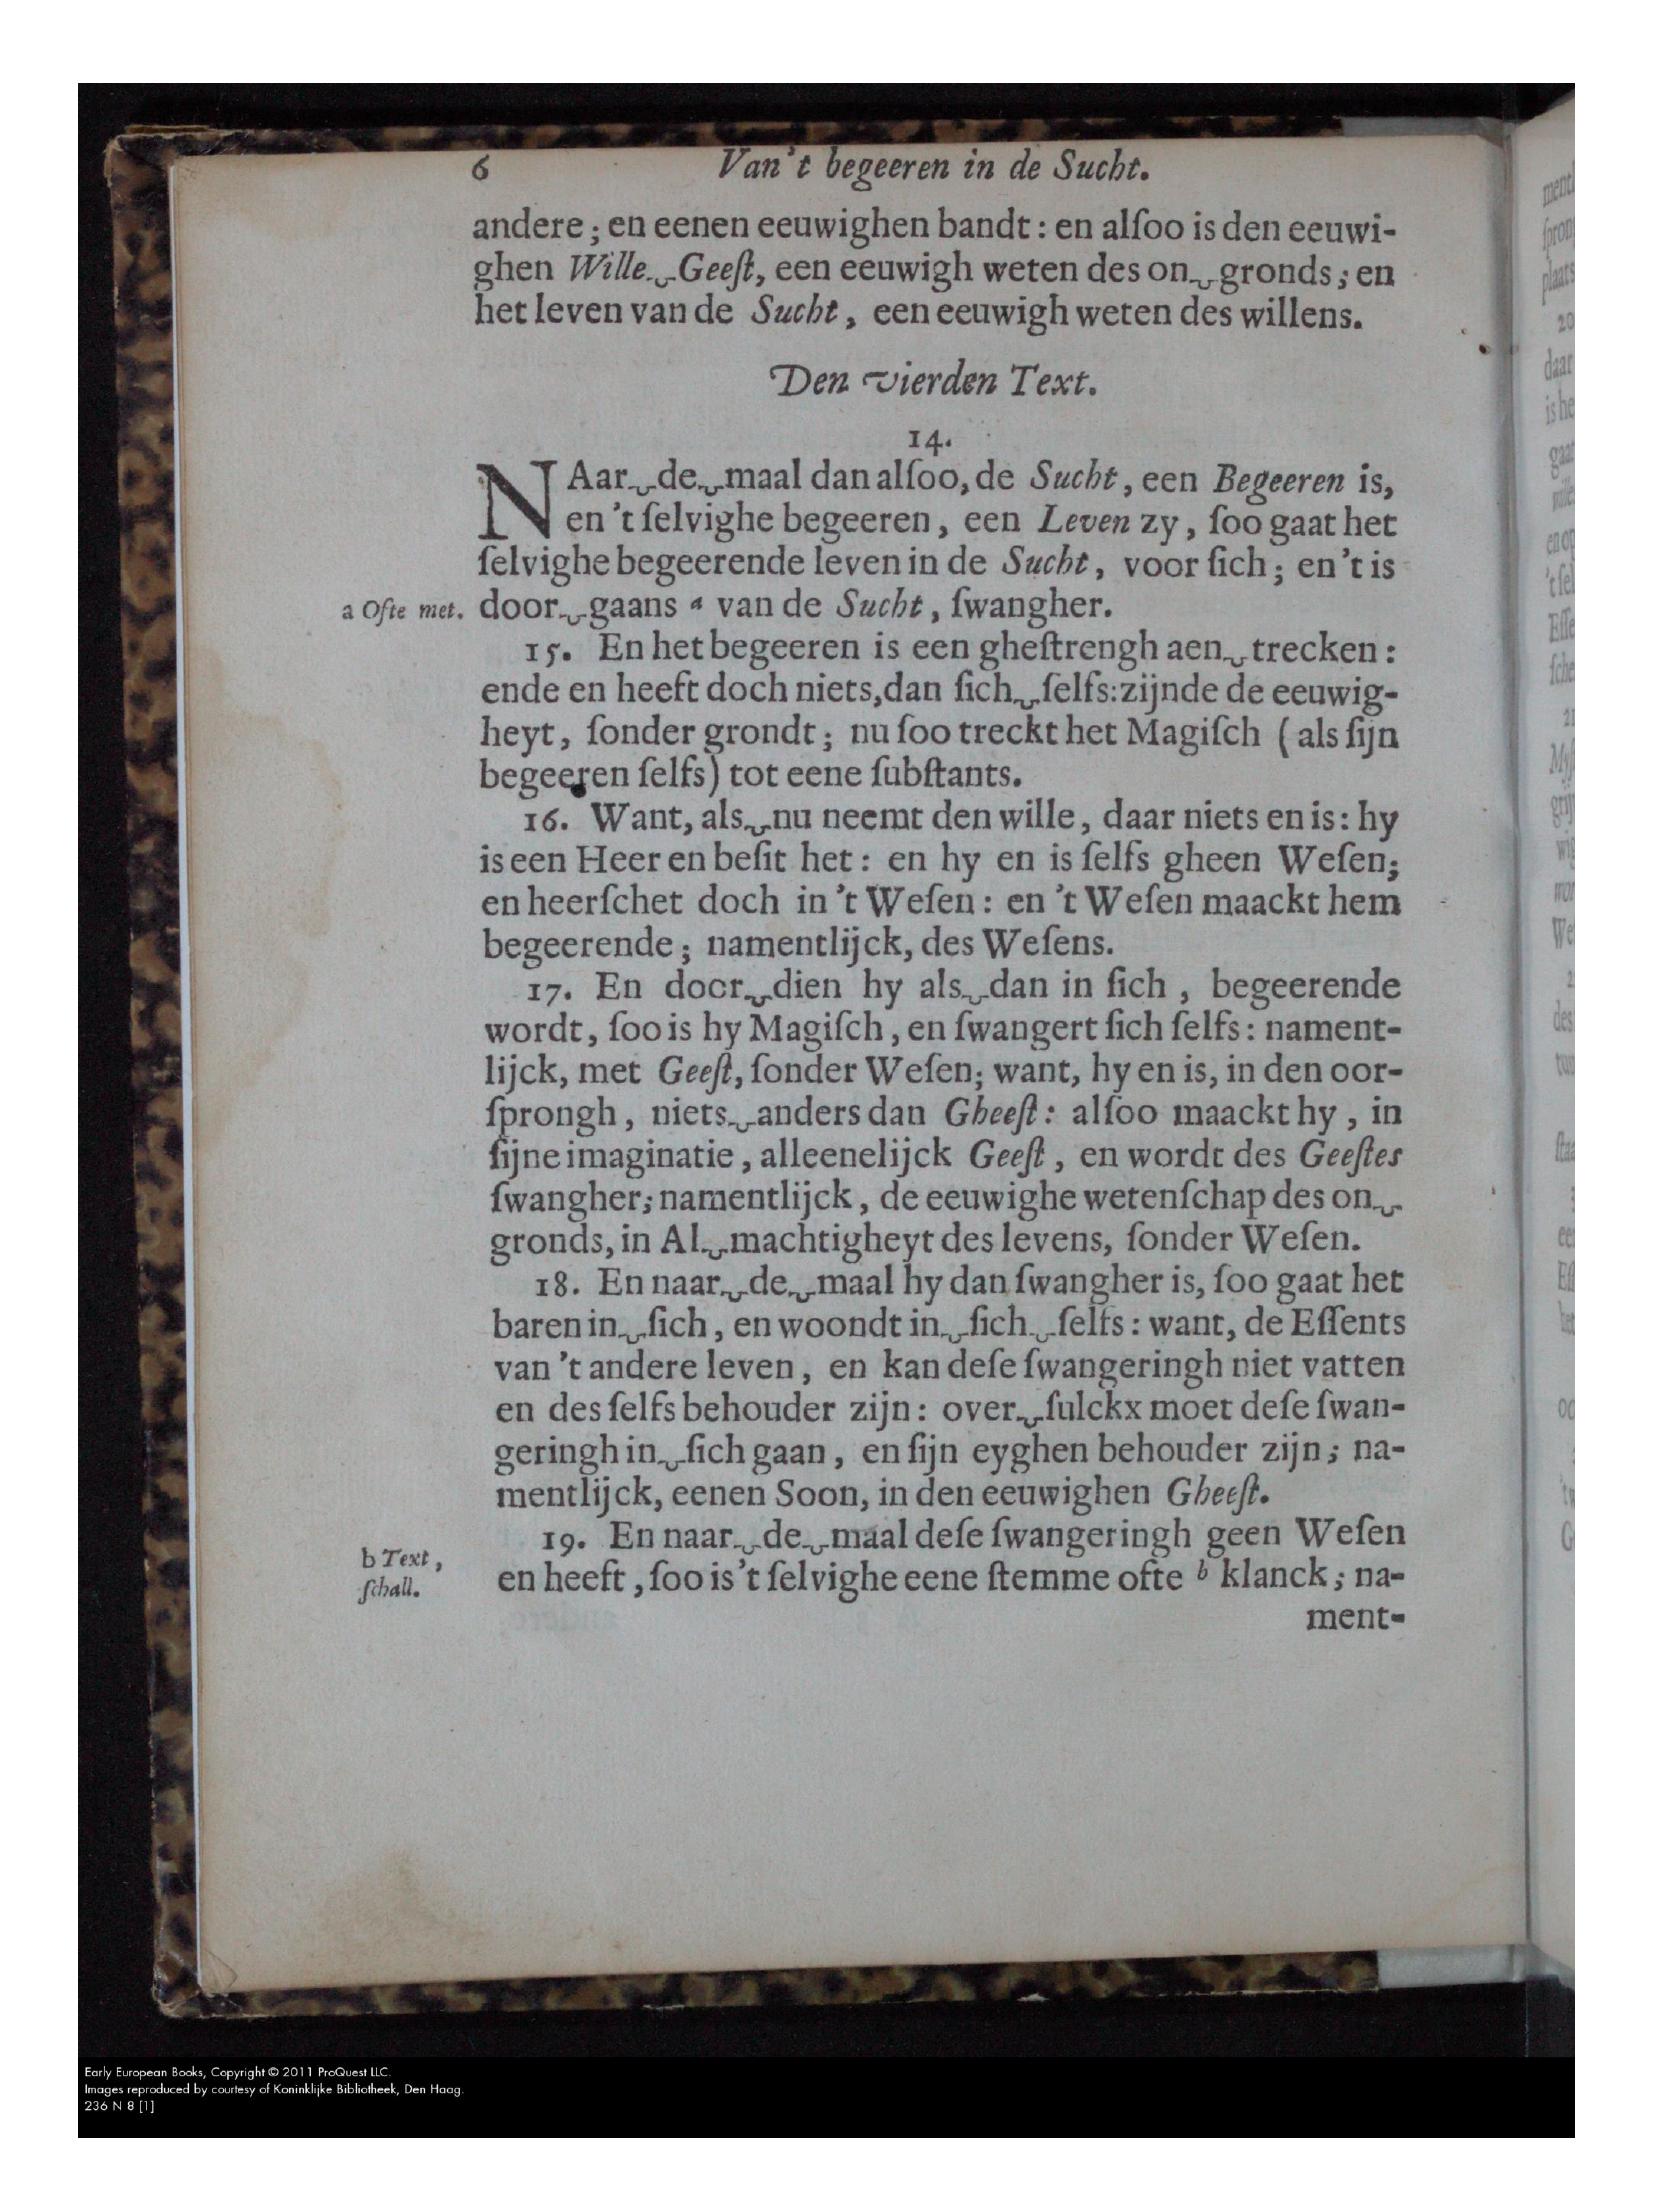 6 Van't begeeren in de Sucht.
andere; en eenen eeuwighen bandt: en alſoo is den eeuwi-
ghen Wille‿Geeſt, een eeuwigh weten des on‿gronds; en
het leven van de Sucht, een eeuwigh weten des willens.
Den vierden Text.
14.
NAar‿de‿maal dan alſoo, de Sucht, een Begeeren is,
en 't ſelvighe begeeren, een Leven zy, ſoo gaat het
ſelvighe begeerende leven in de Sucht, voor ſich; en 't is
a Ofte met. door‿gaans a van de Sucht, ſwangher.
15. En het begeeren is een gheſtrengh aen‿trecken:
ende en heeft doch niets, dan ſich‿ſelfs: zijnde de eeuwig-
heyt, ſonder grondt; nu ſoo treckt het Magiſch (als ſijn
begeeren ſelfs) tot eene ſubſtants.
16. Want, als‿nu neemt den wille, daar niets en is: hy
is een Heer en beſit het: en hy en is ſelfs gheen Weſen;
en heerſchet doch in 't Weſen: en 't Weſen maackt hem
begeerende; namentlijck, des Weſens.
17. En door‿dien hy als‿dan in ſich, begeerende
wordt, ſoo is hy Magiſch, en ſwangert ſich ſelfs: nament-
lijck, met Geeſt, ſonder Weſen; want, hy en is, in den oor-
ſprongh, niets‿anders dan Gheeſt: alſoo maackt hy, in
ſijne imaginatie, alleenelijck Geeſt, en wordt des Geeſtes
ſwangher; namentlijck, de eeuwighe wetenſchap des on‿
gronds, in Al‿machtigheyt des levens, ſonder Weſen.
18. En naar‿de‿maal hy dan ſwangher is, ſoo gaat het
baren in‿ſich, en woondt in‿ſich‿ſelfs: want, de Eſſents
van 't andere leven, en kan deſe ſwangeringh niet vatten
en des ſelfs behouder zijn: over‿ſulckx moet deſe ſwan-
geringh in‿ſich gaan, en ſijn eyghen behouder zijn; na-
mentlijck, eenen Soon, in den eeuwighen Gheeſt.
19. En naar‿de‿maal deſe ſwangeringh geen Weſen
b Text,
ſchall.
en heeft, ſoo is 't ſelvighe eene ſtemme ofte b klanck; na-
ment-
Early European Books, Copyright © 2011 ProQuest LLC.
Images reproduced by courtesy of Koninklijke Bibliotheek, Den Haag.
236 N 8 [1]